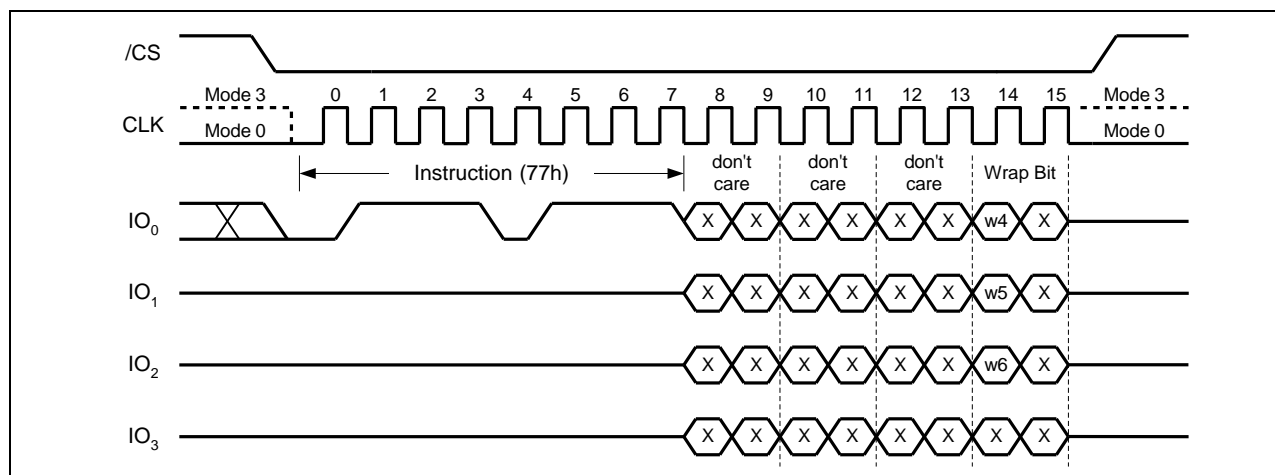 /CS
Mode 3 0 1 2 3 4 5 6 7 8 9 10 11 12 13 14 15 Mode 3
CLK Mode 0 Mode 0
Instruction (77h) don't care don't care don't care Wrap Bit
IO0 X X X X X X w4 X
IO1 X X X X X X w5 X
IO2 X X X X X X w6 X
IO3 X X X X X X X X